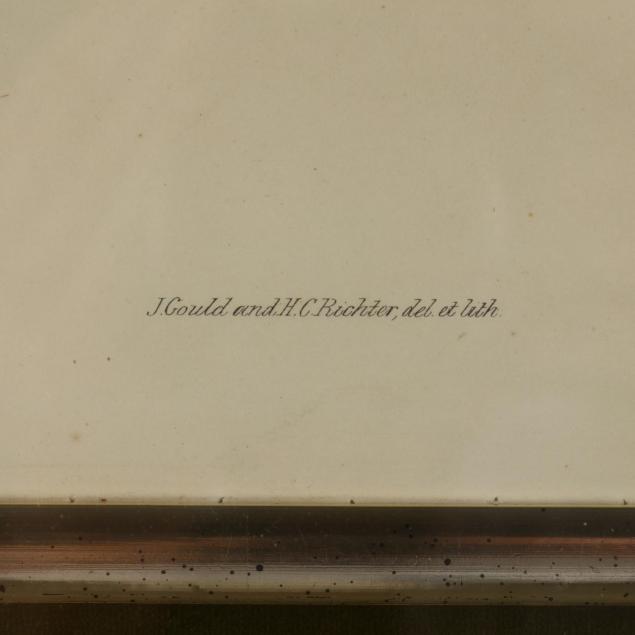 J. Gould and H. C. Richter, del. et lith.